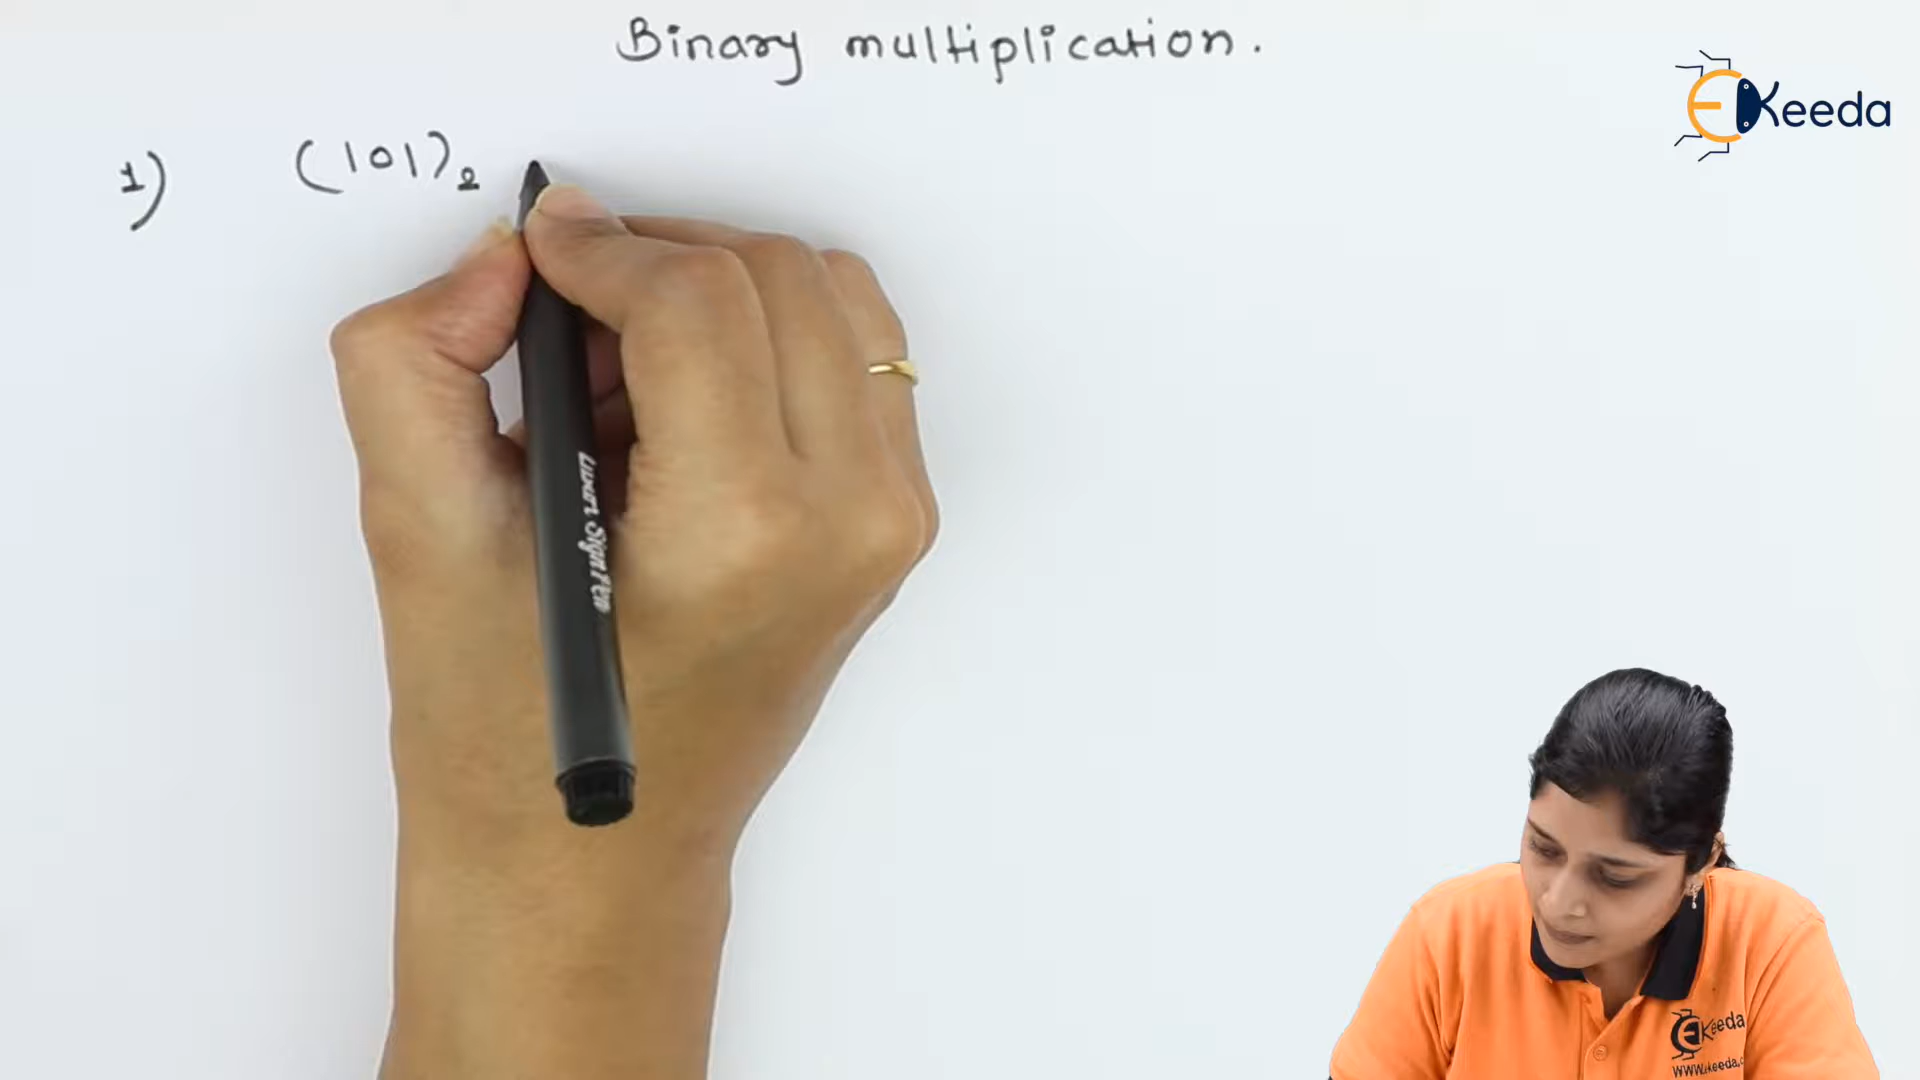 Binary multiplication.
EKeeda
1) (101)₂
Luxor Sign Pen
EKeeda
www.ekeeda.c